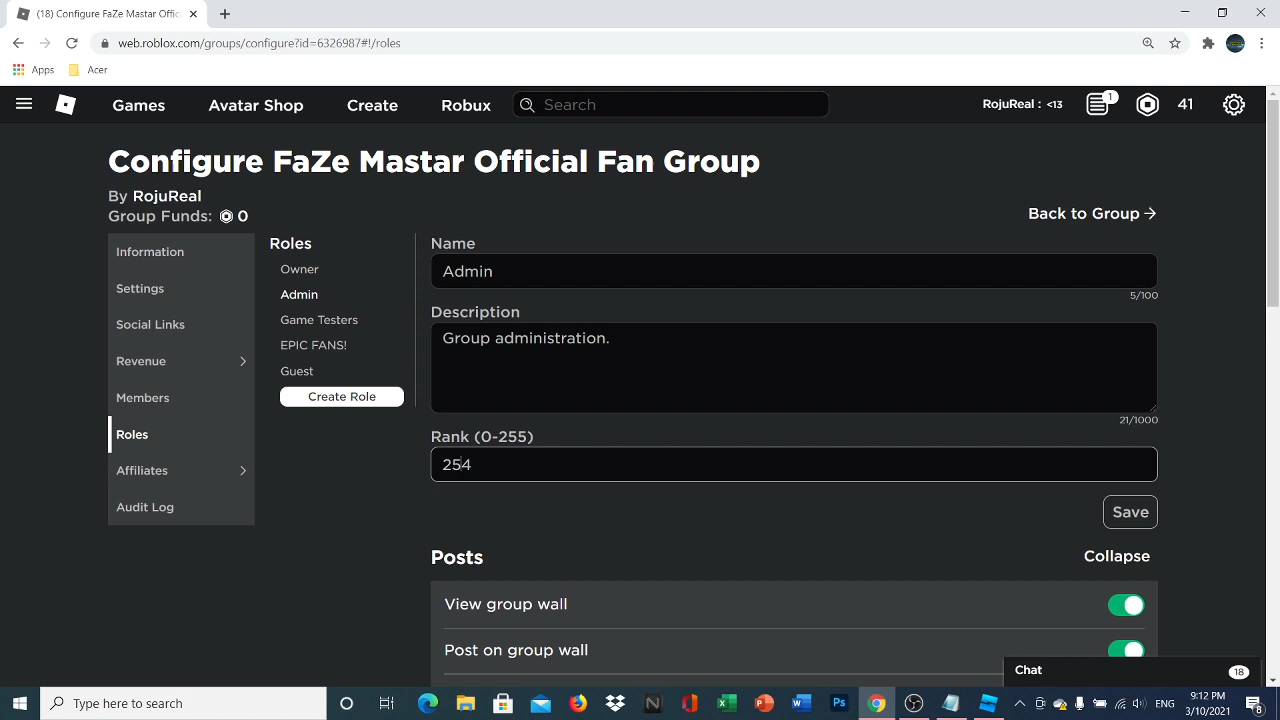 (18) Configure FaZe Mastar Offic
web.roblox.com/groups/configure?id=6326987#!/roles
Apps
Acer
Games
Avatar Shop
Create
Robux
Search
RojuReal : <13
1
41
Configure FaZe Mastar Official Fan Group
By RojuReal
Group Funds: 0
Back to Group
Information
Settings
Social Links
Revenue
Members
Roles
Affiliates
Audit Log
Roles
Owner
Admin
Game Testers
EPIC FANS!
Guest
Create Role
Name
Admin
5/100
Description
Group administration.
21/1000
Rank (0-255)
254
Save
Posts
Collapse
View group wall
Post on group wall
Chat
18
Type here to search
ENG
9:12 PM
3/10/2021
8